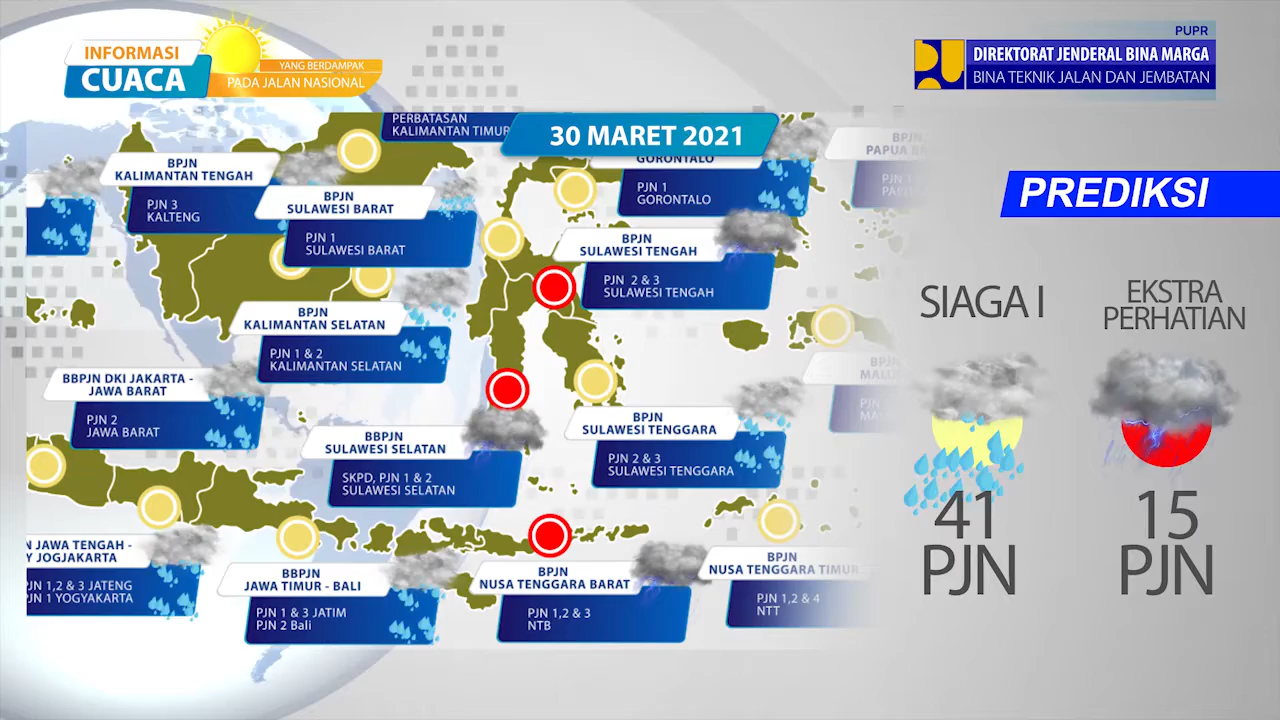 INFORMASI
CUACA
YANG BERDAMPAK
PADA JALAN NASIONAL
PUPR
DIREKTORAT JENDERAL BINA MARGA
BINA TEKNIK JALAN DAN JEMBATAN
30 MARET 2021
PERBATASAN
KALIMANTAN TIMUR
GORONTALO
PJN 1
GORONTALO
BPJN
BPJN
KALIMANTAN TENGAH
PJN 3
KALTENG
BPJN
SULAWESI BARAT
PJN 1
SULAWESI BARAT
BPJN
SULAWESI TENGAH
PJN 2 & 3
SULAWESI TENGAH
BPJN
KALIMANTAN SELATAN
PJN 1 & 2
KALIMANTAN SELATAN
BBPJN DKI JAKARTA -
JAWA BARAT
PJN 2
JAWA BARAT
BBPJN
SULAWESI SELATAN
SKPD, PJN 1 & 2
SULAWESI SELATAN
BPJN
SULAWESI TENGGARA
PJN 2 & 3
SULAWESI TENGGARA
N JAWA TENGAH -
Y JOGJAKARTA
PJN 1,2 & 3 JATENG
PJN 1 YOGYAKARTA
BBPJN
JAWA TIMUR - BALI
PJN 1 & 3 JATIM
PJN 2 Bali
BPJN
NUSA TENGGARA BARAT
PJN 1,2 & 3
NTB
BPJN
NUSA TENGGARA TIMUR
PJN 1,2 & 4
NTT
PREDIKSI
SIAGA I
41
PJN
EKSTRA
PERHATIAN
15
PJN